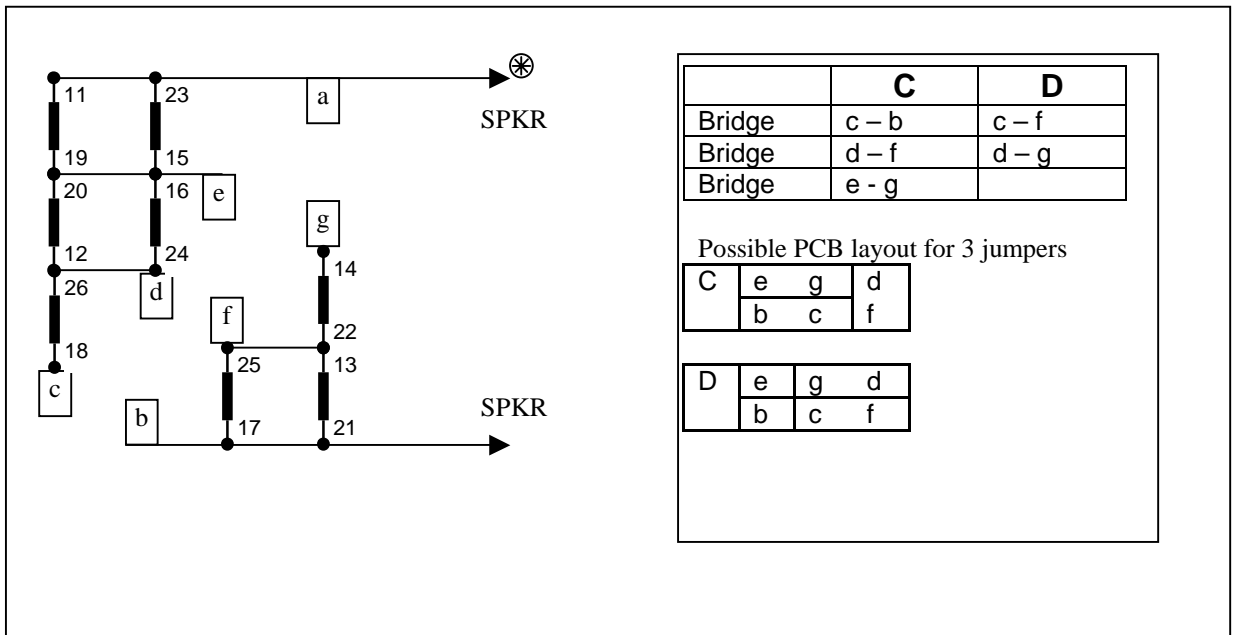 11
23
a
SPKR
19
15
20
16
e
g
12
24
14
26
d
f
22
18
25
13
c
b
SPKR
17
21
C D
Bridge c – b c – f
Bridge d – f d – g
Bridge e - g
Possible PCB layout for 3 jumpers
C e g d
b c f
D e g d
b c f